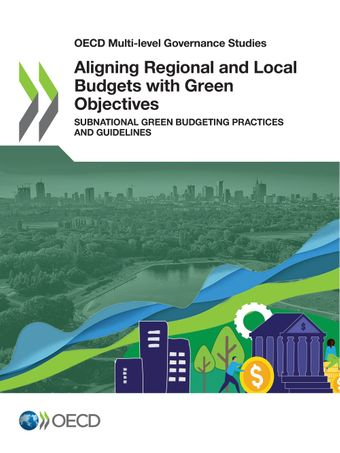 OECD Multi-level Governance Studies
Aligning Regional and Local
Budgets with Green
Objectives
SUBNATIONAL GREEN BUDGETING PRACTICES
AND GUIDELINES
$
$
OECD